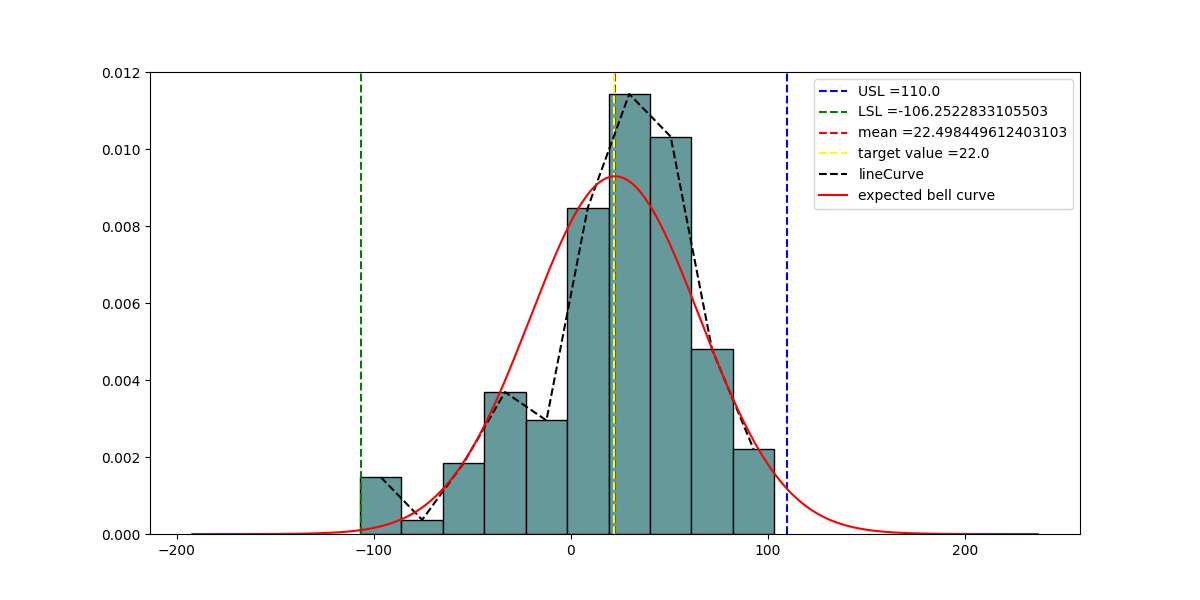 0.012
0.010
0.008
0.006
0.004
0.002
0.000
−200
−100
0
100
200
USL =110.0
LSL =-106.2522833105503
mean =22.498449612403103
target value =22.0
lineCurve
expected bell curve